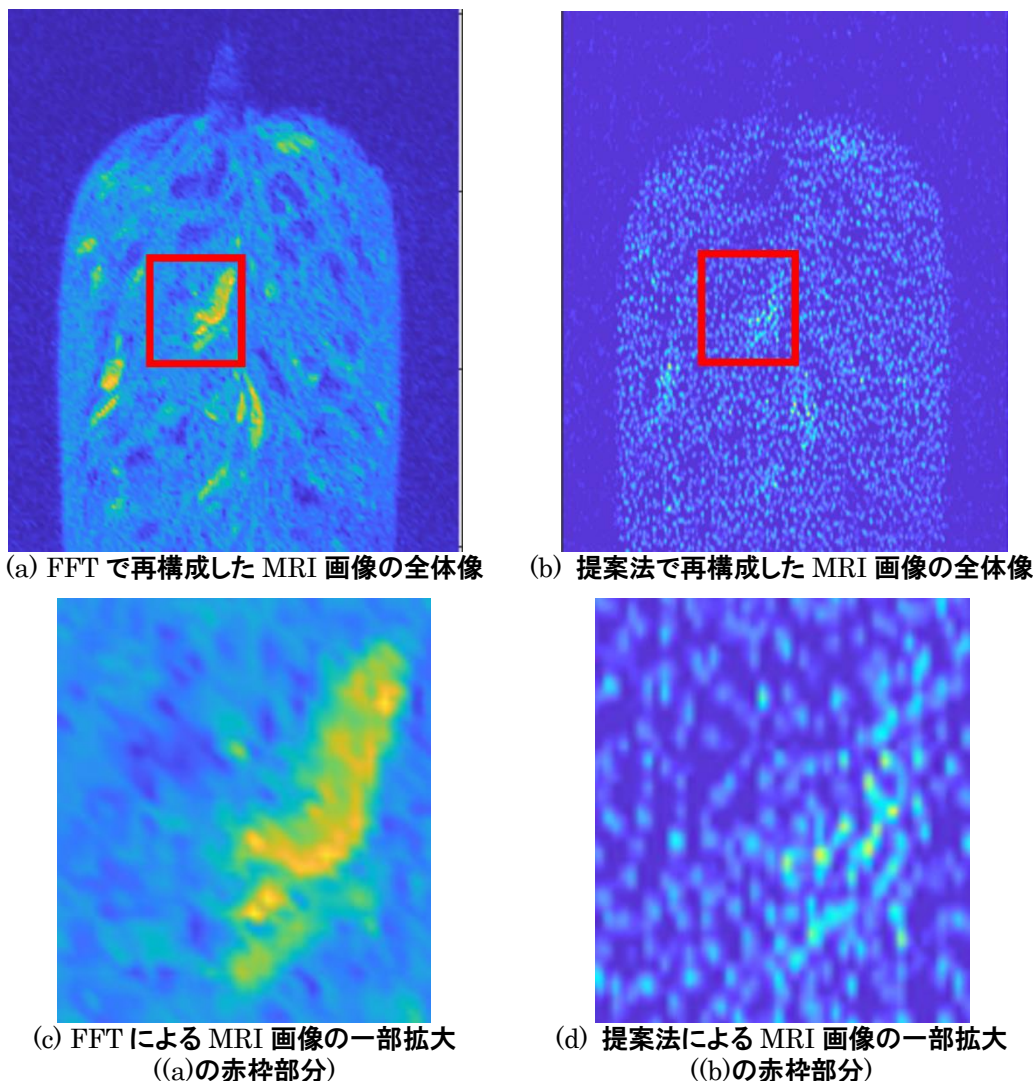 (a) FFT で再構成した MRI 画像の全体像
(b) 提案法で再構成した MRI 画像の全体像
(c) FFT による MRI 画像の一部拡大
((a)の赤枠部分)
(d) 提案法による MRI 画像の一部拡大
((b)の赤枠部分)